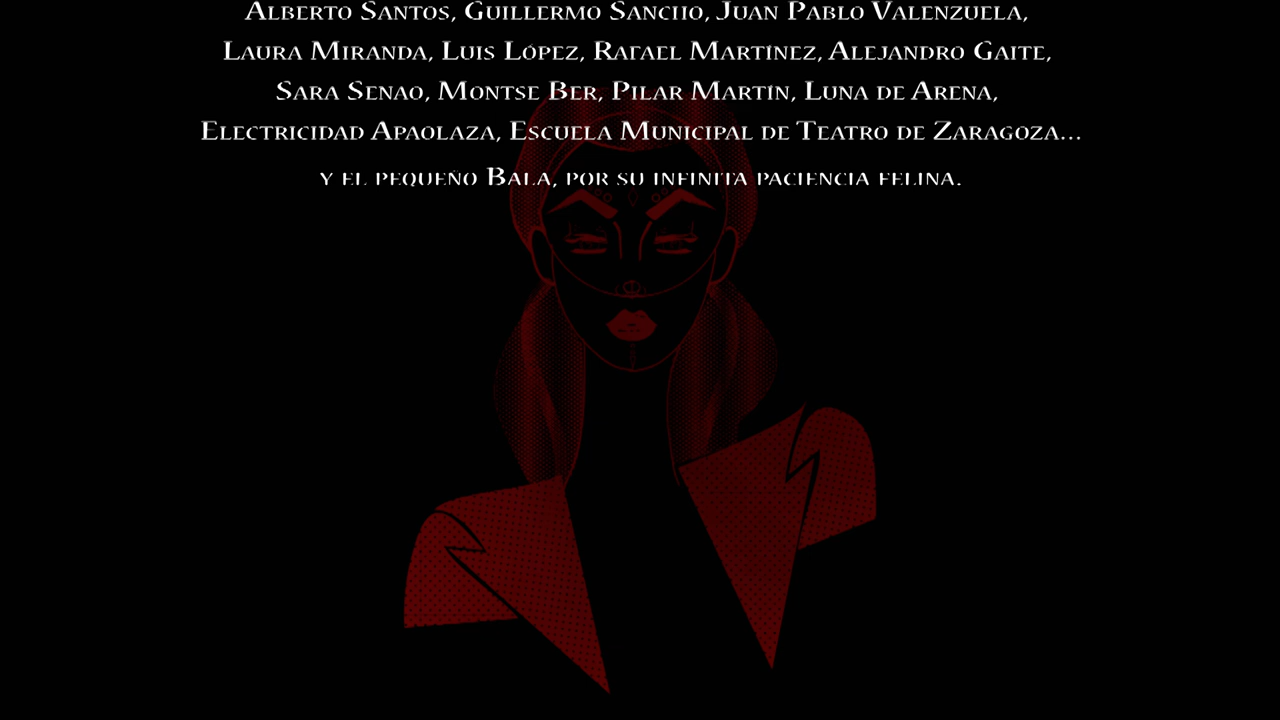 Alberto Santos, Guillermo Sancho, Juan Pablo Valenzuela,
Laura Miranda, Luis López, Rafael Martínez, Alejandro Gaite,
Sara Senao, Montse Ber, Pilar Martín, Luna de Arena,
Electricidad Apaolaza, Escuela Municipal de Teatro de Zaragoza...
y el pequeño Bala, por su infinita paciencia felina.